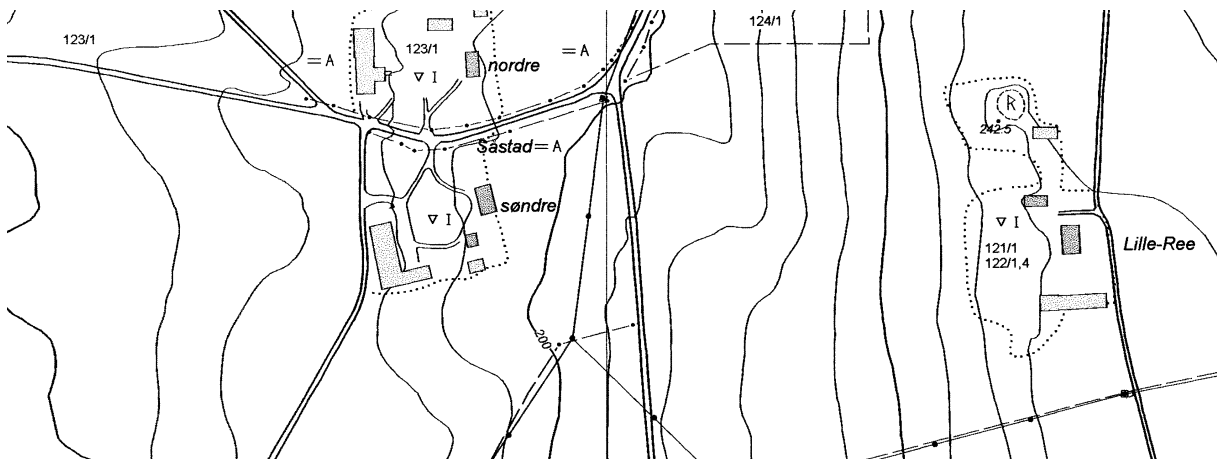 124/1
123/1
123/1
= A
= A
nordre
I
R
242.5
Såstad = A
søndre
I
I
121/1
122/1,4
Lille-Ree
200